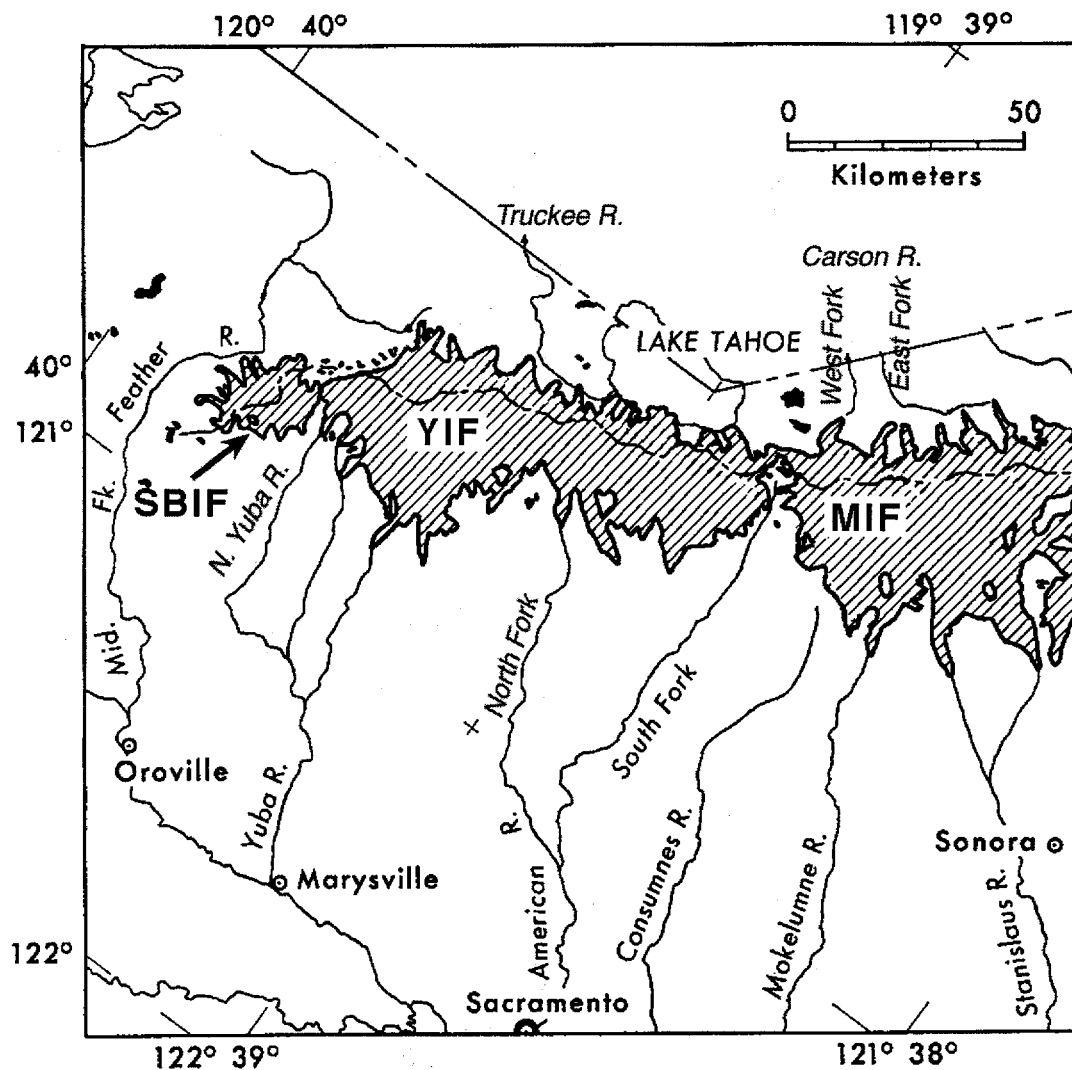 120° 40°
119° 39°
0 50
Kilometers
Truckee R.
Carson R.
West Fork
East Fork
LAKE TAHOE
40°
121°
R.
Feather
Fk.
Mid.
SBIF
N. Yuba R.
YIF
MIF
North Fork
South Fork
Oroville
Yuba R.
R.
American
Consumnes R.
Mokelumne R.
Sonora
Stanislaus R.
Marysville
122°
Sacramento
122° 39°
121° 38°